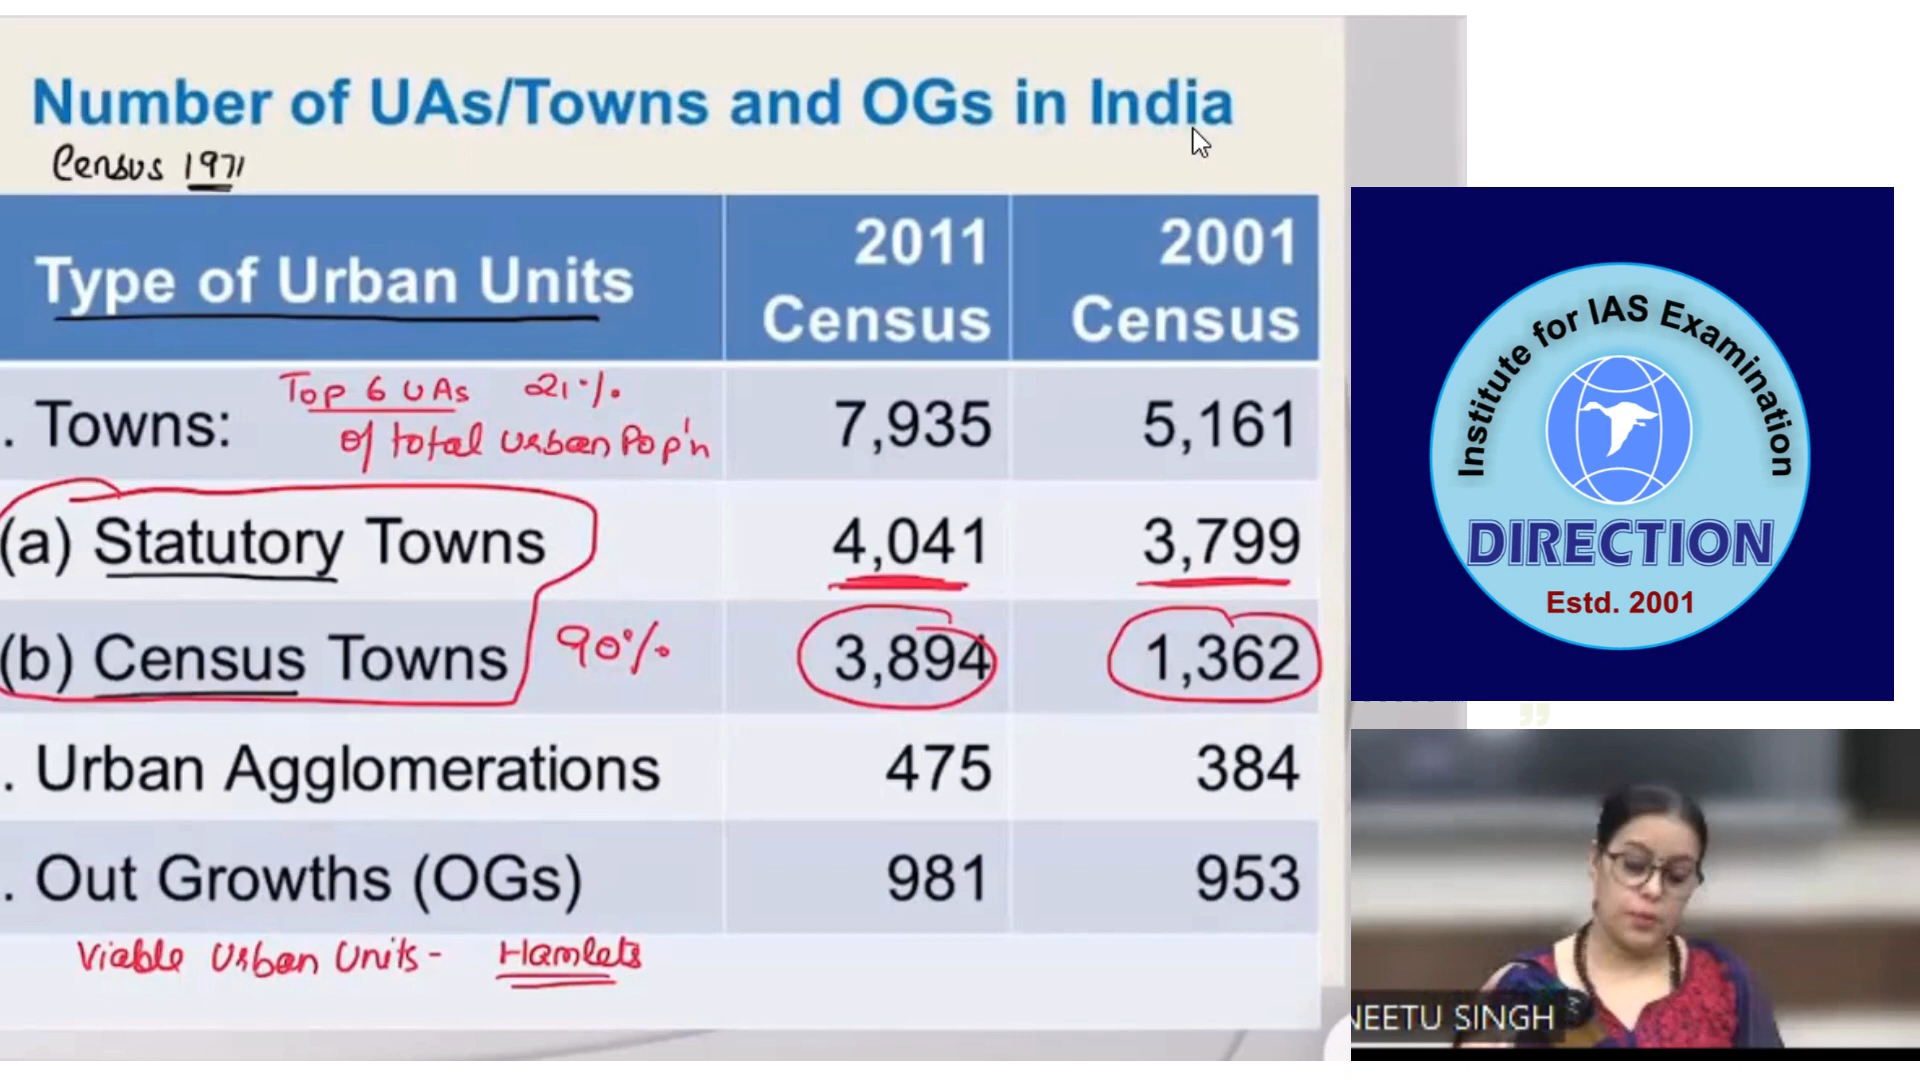 Number of UAs/Towns and OGs in India
Census 1971
Type of Urban Units 2011 Census 2001 Census
. Towns: 7,935 5,161
Top 6 UAs 21%
of total Urban Pop'n
(a) Statutory Towns 4,041 3,799
(b) Census Towns 90% 3,894 1,362
. Urban Agglomerations 475 384
. Out Growths (OGs) 981 953
Viable Urban Units - Hamlets
Institute for IAS Examination
DIRECTION
Estd. 2001
NEETU SINGH